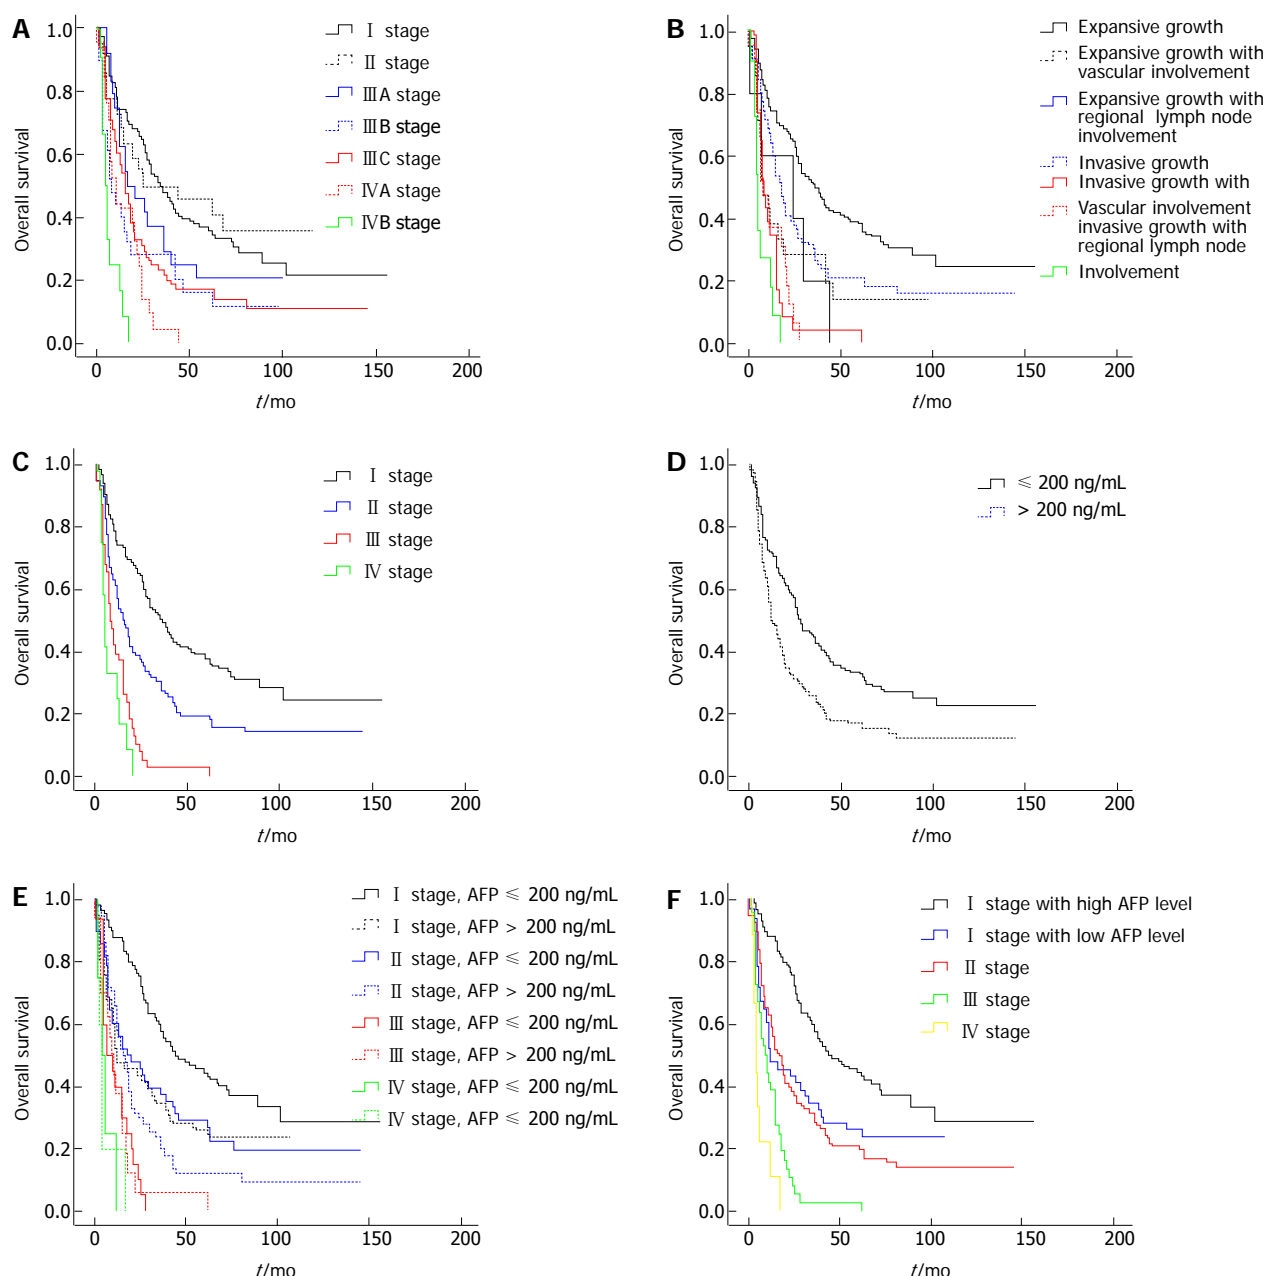 A
1.0
0.8
0.6
0.4
0.2
0.0
Overall survival
0 50 100 150 200
t/mo
I stage
II stage
IIIA stage
IIIB stage
IIIC stage
IVA stage
IVB stage
B
1.0
0.8
0.6
0.4
0.2
0.0
Overall survival
0 50 100 150 200
t/mo
Expansive growth
Expansive growth with
vascular involvement
Expansive growth with
regional lymph node
involvement
Invasive growth
Invasive growth with
Vascular involvement
invasive growth with
regional lymph node
Involvement
C
1.0
0.8
0.6
0.4
0.2
0.0
Overall survival
0 50 100 150 200
t/mo
I stage
II stage
III stage
IV stage
D
1.0
0.8
0.6
0.4
0.2
0.0
Overall survival
0 50 100 150 200
t/mo
≤ 200 ng/mL
> 200 ng/mL
E
1.0
0.8
0.6
0.4
0.2
0.0
Overall survival
0 50 100 150 200
t/mo
I stage, AFP ≤ 200 ng/mL
I stage, AFP > 200 ng/mL
II stage, AFP ≤ 200 ng/mL
II stage, AFP > 200 ng/mL
III stage, AFP ≤ 200 ng/mL
III stage, AFP > 200 ng/mL
IV stage, AFP ≤ 200 ng/mL
IV stage, AFP ≤ 200 ng/mL
F
1.0
0.8
0.6
0.4
0.2
0.0
Overall survival
0 50 100 150 200
t/mo
I stage with high AFP level
I stage with low AFP level
II stage
III stage
IV stage